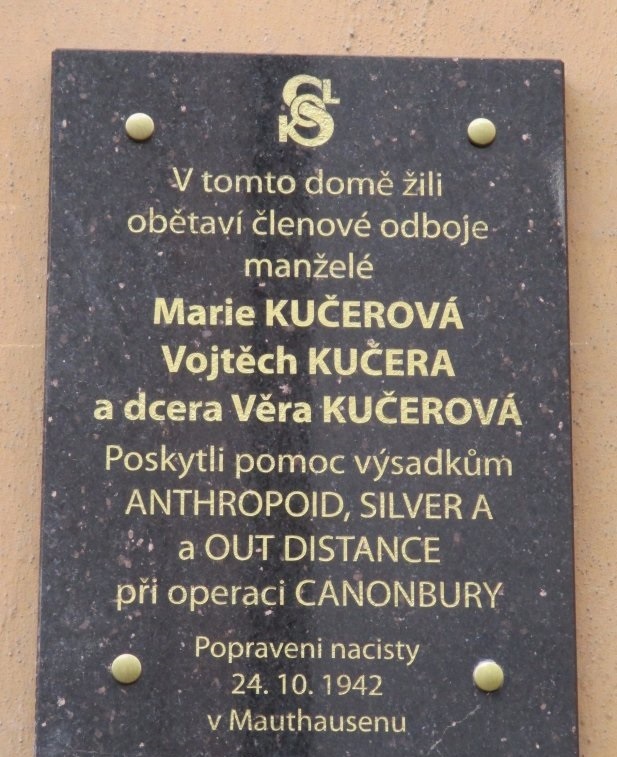 ČSOL
V tomto domě žili
obětaví členové odboje
manželé
Marie KUČEROVÁ
Vojtěch KUČERA
a dcera Věra KUČEROVÁ
Poskytli pomoc výsadkům
ANTHROPOID, SILVER A
a OUT DISTANCE
při operaci CANONBURY
Popraveni nacisty
24. 10. 1942
v Mauthausenu